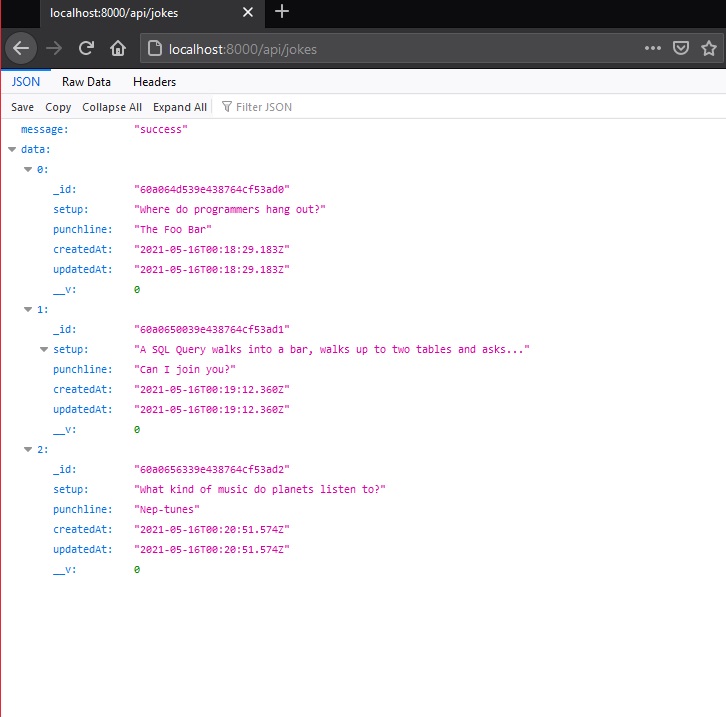 localhost:8000/api/jokes
localhost:8000/api/jokes
JSON Raw Data Headers
Save Copy Collapse All Expand All Filter JSON
message: "success"
data:
0:
_id: "60a064d539e438764cf53ad0"
setup: "Where do programmers hang out?"
punchline: "The Foo Bar"
createdAt: "2021-05-16T00:18:29.183Z"
updatedAt: "2021-05-16T00:18:29.183Z"
__v: 0
1:
_id: "60a0650039e438764cf53ad1"
setup: "A SQL Query walks into a bar, walks up to two tables and asks..."
punchline: "Can I join you?"
createdAt: "2021-05-16T00:19:12.360Z"
updatedAt: "2021-05-16T00:19:12.360Z"
__v: 0
2:
_id: "60a0656339e438764cf53ad2"
setup: "What kind of music do planets listen to?"
punchline: "Nep-tunes"
createdAt: "2021-05-16T00:20:51.574Z"
updatedAt: "2021-05-16T00:20:51.574Z"
__v: 0